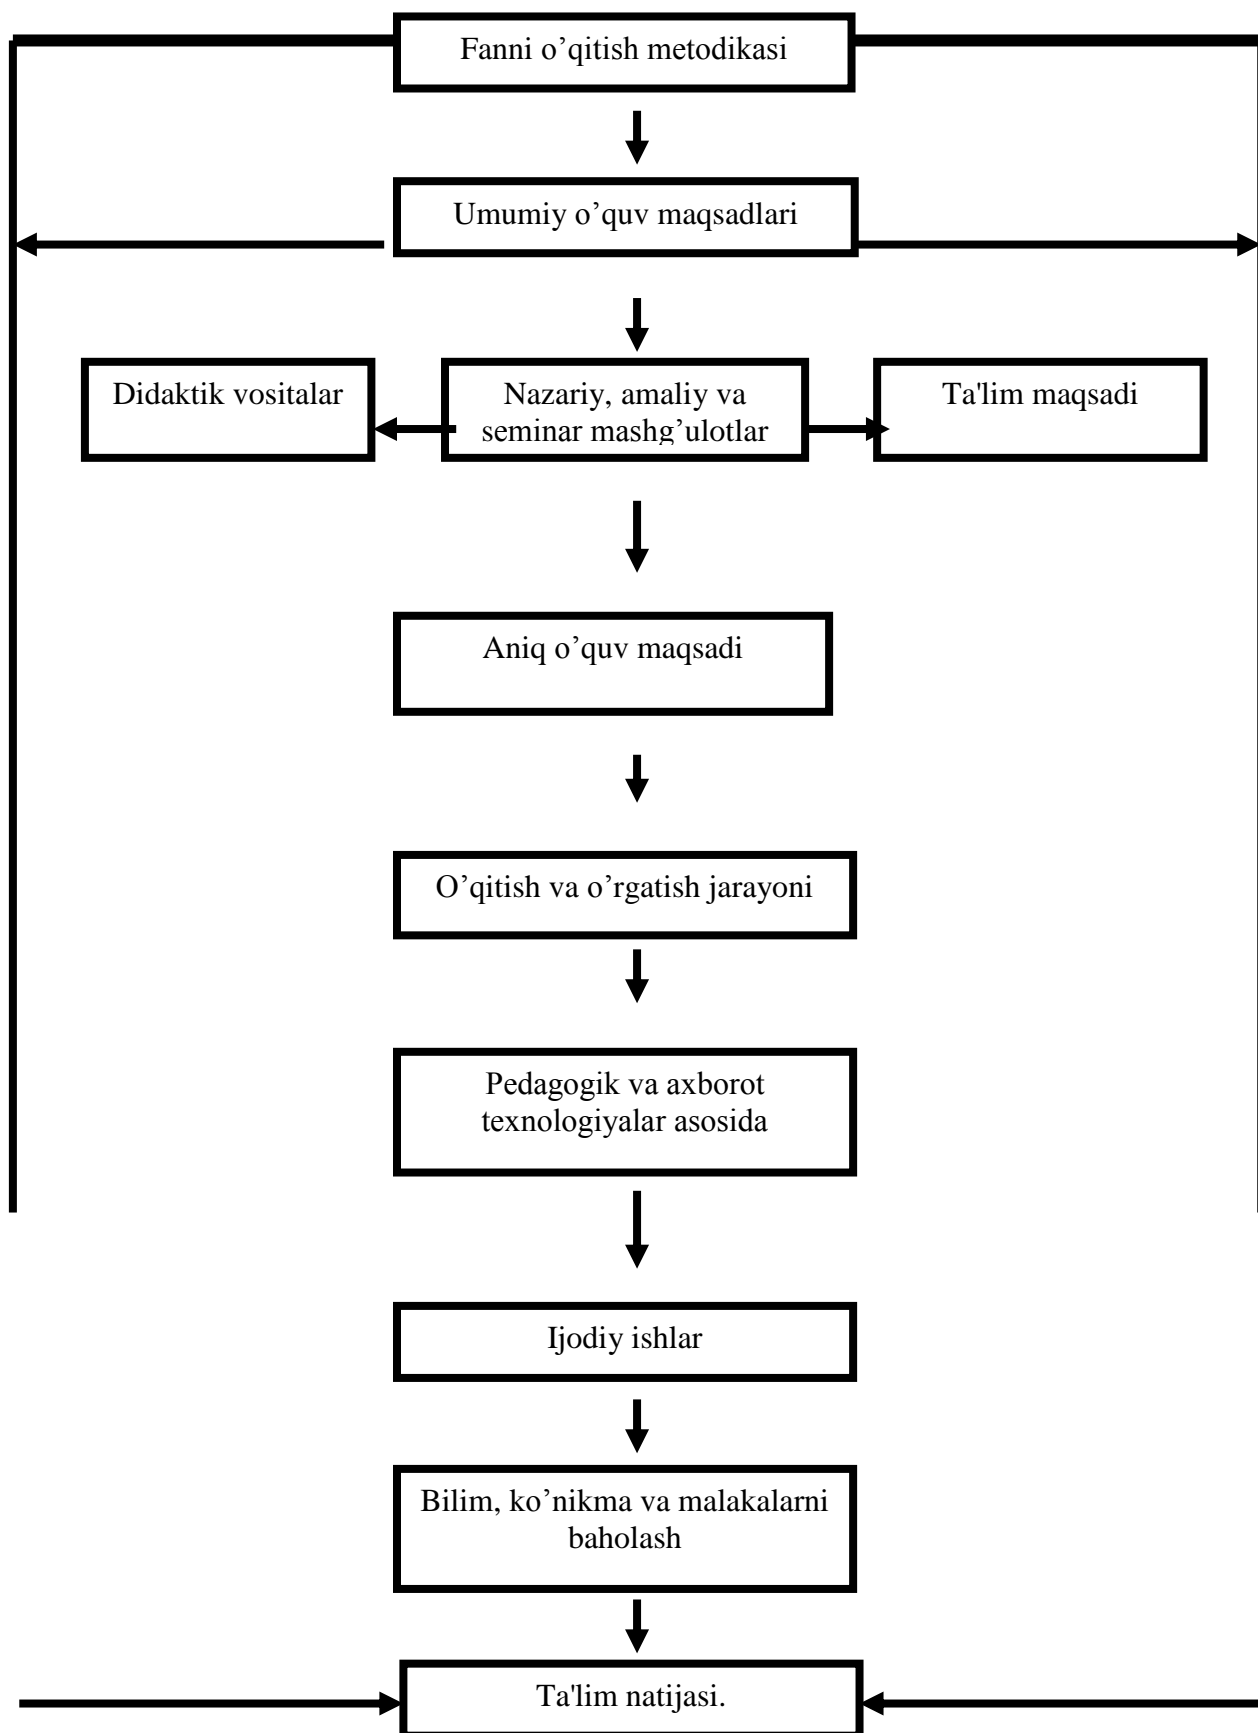 Fanni o’qitish metodikasi
Umumiy o’quv maqsadlari
Didaktik vositalar
Nazariy, amaliy va
seminar mashg’ulotlar
Ta'lim maqsadi
Aniq o’quv maqsadi
O’qitish va o’rgatish jarayoni
Pedagogik va axborot
texnologiyalar asosida
Ijodiy ishlar
Bilim, ko’nikma va malakalarni
baholash
Ta'lim natijasi.